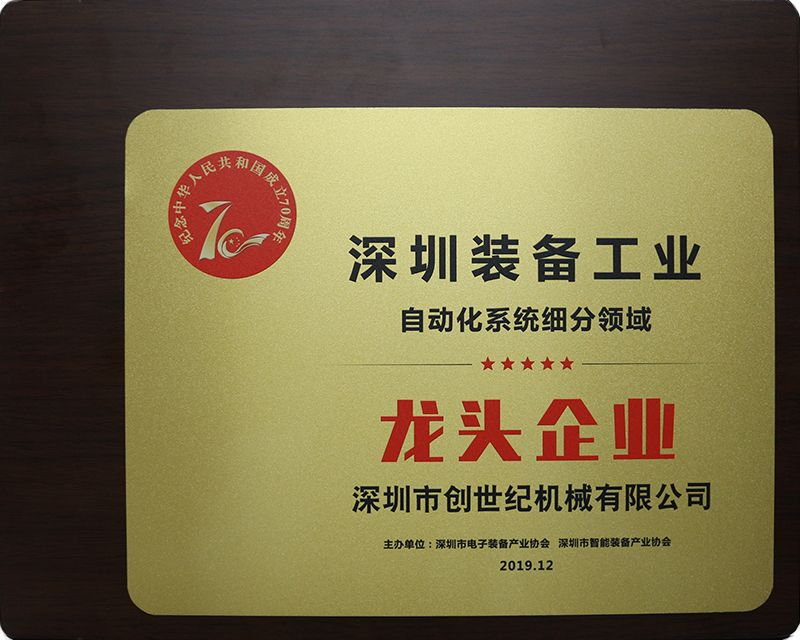 纪念中华人民共和国成立70周年
70
深圳装备工业
自动化系统细分领域
★★★★★
龙头企业
深圳市创世纪机械有限公司
主办单位：深圳市电子装备产业协会 深圳市智能装备产业协会
2019.12